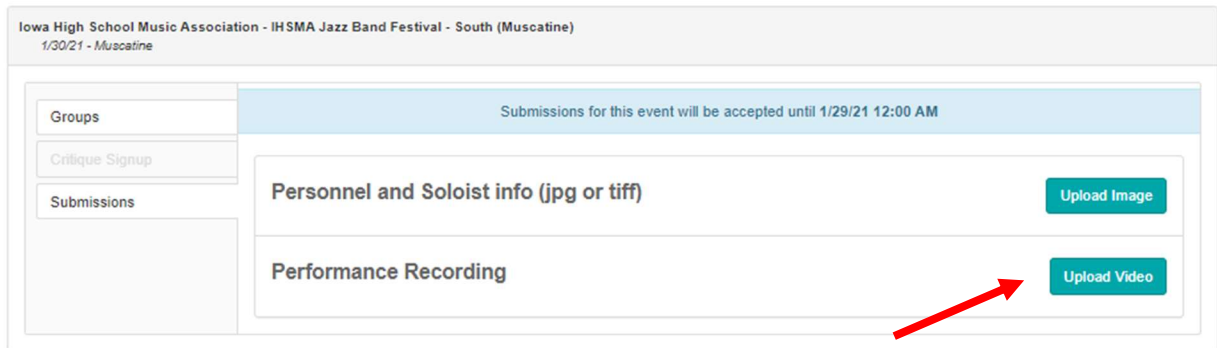 Iowa High School Music Association - IHSMA Jazz Band Festival - South (Muscatine)
1/30/21 - Muscatine
Groups
Critique Signup
Submissions
Submissions for this event will be accepted until 1/29/21 12:00 AM
Personnel and Soloist info (jpg or tiff)
Upload Image
Performance Recording
Upload Video